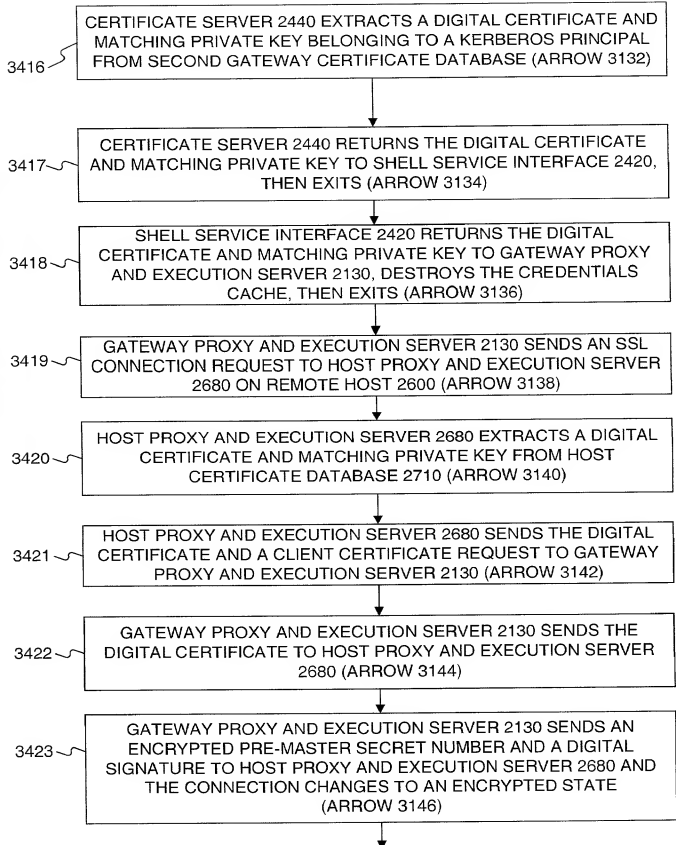 3416
CERTIFICATE SERVER 2440 EXTRACTS A DIGITAL CERTIFICATE AND
MATCHING PRIVATE KEY BELONGING TO A KERBEROS PRINCIPAL
FROM SECOND GATEWAY CERTIFICATE DATABASE (ARROW 3132)
3417
CERTIFICATE SERVER 2440 RETURNS THE DIGITAL CERTIFICATE
AND MATCHING PRIVATE KEY TO SHELL SERVICE INTERFACE 2420,
THEN EXITS (ARROW 3134)
3418
SHELL SERVICE INTERFACE 2420 RETURNS THE DIGITAL
CERTIFICATE AND MATCHING PRIVATE KEY TO GATEWAY PROXY
AND EXECUTION SERVER 2130, DESTROYS THE CREDENTIALS
CACHE, THEN EXITS (ARROW 3136)
3419
GATEWAY PROXY AND EXECUTION SERVER 2130 SENDS AN SSL
CONNECTION REQUEST TO HOST PROXY AND EXECUTION SERVER
2680 ON REMOTE HOST 2600 (ARROW 3138)
3420
HOST PROXY AND EXECUTION SERVER 2680 EXTRACTS A DIGITAL
CERTIFICATE AND MATCHING PRIVATE KEY FROM HOST
CERTIFICATE DATABASE 2710 (ARROW 3140)
3421
HOST PROXY AND EXECUTION SERVER 2680 SENDS THE DIGITAL
CERTIFICATE AND A CLIENT CERTIFICATE REQUEST TO GATEWAY
PROXY AND EXECUTION SERVER 2130 (ARROW 3142)
3422
GATEWAY PROXY AND EXECUTION SERVER 2130 SENDS THE
DIGITAL CERTIFICATE TO HOST PROXY AND EXECUTION SERVER
2680 (ARROW 3144)
3423
GATEWAY PROXY AND EXECUTION SERVER 2130 SENDS AN
ENCRYPTED PRE-MASTER SECRET NUMBER AND A DIGITAL
SIGNATURE TO HOST PROXY AND EXECUTION SERVER 2680 AND
THE CONNECTION CHANGES TO AN ENCRYPTED STATE
(ARROW 3146)